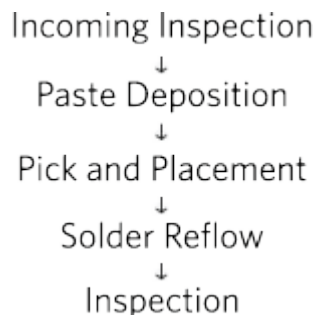 Incoming Inspection
↓
Paste Deposition
↓
Pick and Placement
↓
Solder Reflow
↓
Inspection